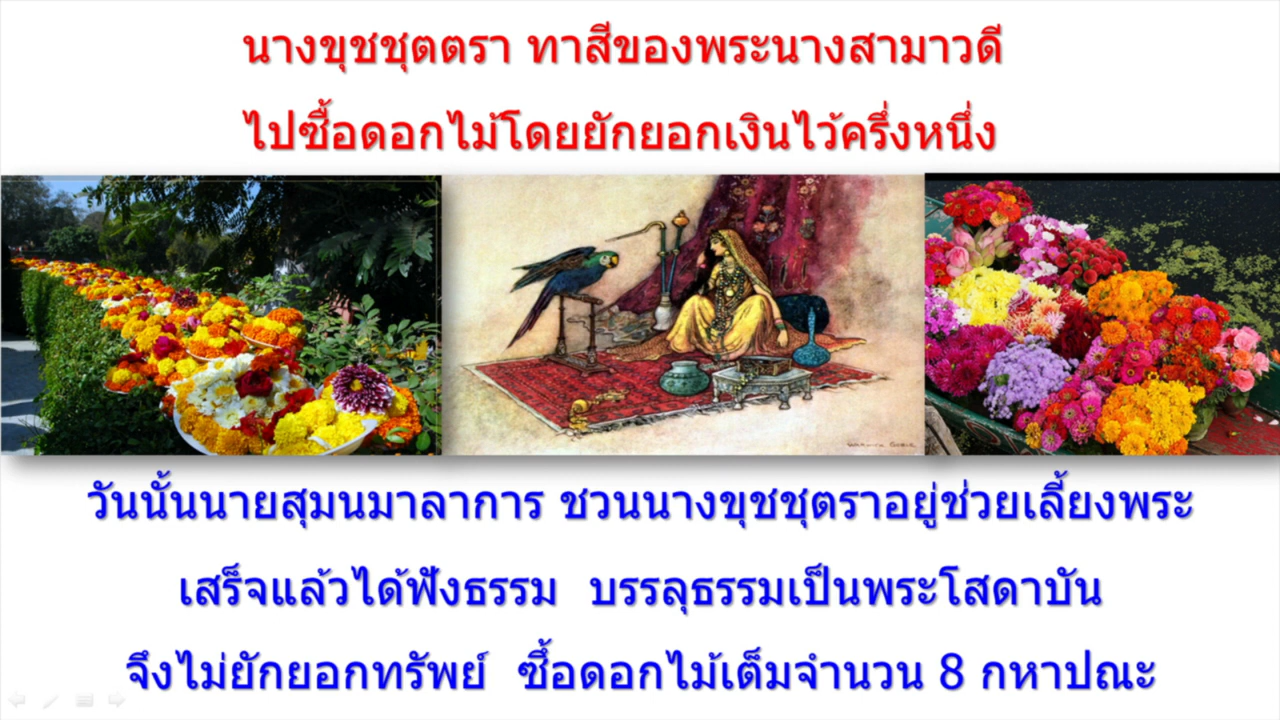 นางขุชชุตตรา ทาสีของพระนางสามาวดี
ไปซื้อดอกไม้โดยยักยอกเงินไว้ครึ่งหนึ่ง
WARWICK GOBLE
วันนั้นนายสุมนมาลาการ ชวนนางขุชชุตราอยู่ช่วยเลี้ยงพระ
เสร็จแล้วได้ฟังธรรม บรรลุธรรมเป็นพระโสดาบัน
จึงไม่ยักยอกทรัพย์ ซื้อดอกไม้เต็มจำนวน 8 กหาปณะ